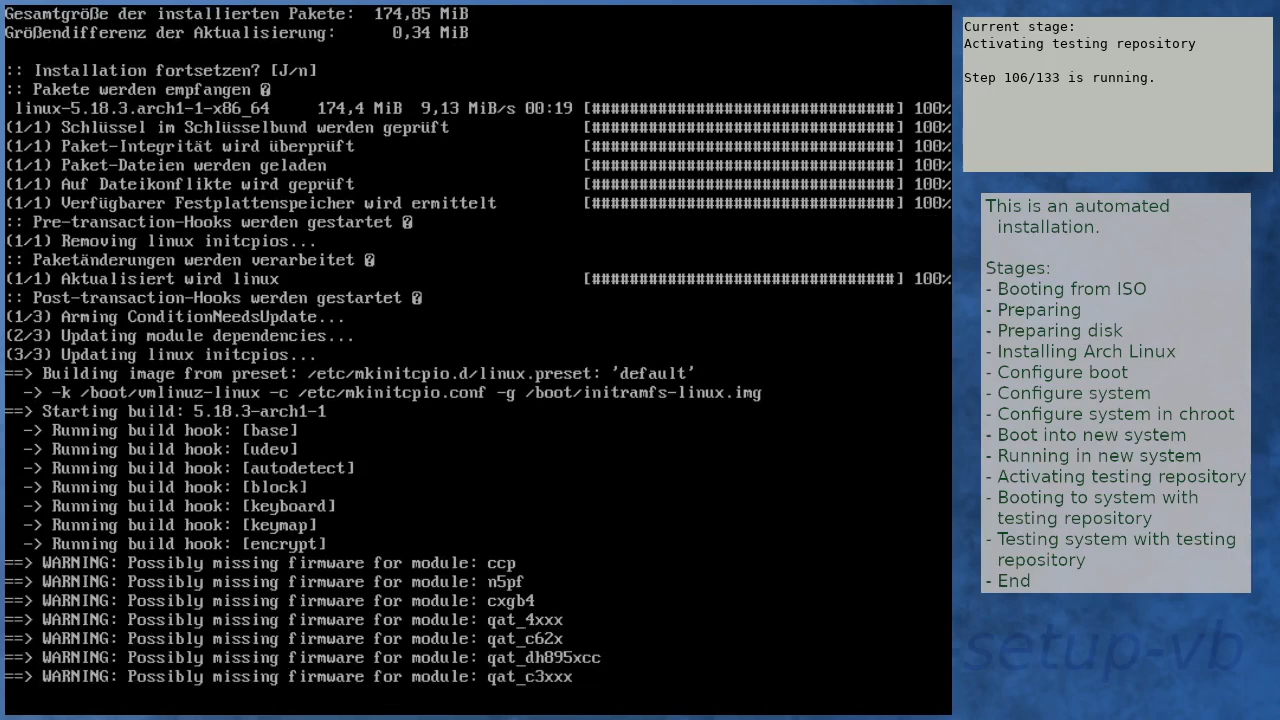 Gesamtgröße der installierten Pakete:  174,85 MiB
Größendifferenz der Aktualisierung:      0,34 MiB
:: Installation fortsetzen? [J/n]
:: Pakete werden empfangen �
 linux-5.18.3.arch1-1-x86_64     174,4 MiB  9,13 MiB/s 00:19 [#################################] 100%
(1/1) Schlüssel im Schlüsselbund werden geprüft              [#################################] 100%
(1/1) Paket-Integrität wird überprüft                        [#################################] 100%
(1/1) Paket-Dateien werden geladen                           [#################################] 100%
(1/1) Auf Dateikonflikte wird geprüft                        [#################################] 100%
(1/1) Verfügbarer Festplattenspeicher wird ermittelt         [#################################] 100%
:: Pre-transaction-Hooks werden gestartet �
(1/1) Removing linux initcpios...
:: Paketänderungen werden verarbeitet �
(1/1) Aktualisiert wird linux                                [#################################] 100%
:: Post-transaction-Hooks werden gestartet �
(1/3) Arming ConditionNeedsUpdate...
(2/3) Updating module dependencies...
(3/3) Updating linux initcpios...
==> Building image from preset: /etc/mkinitcpio.d/linux.preset: 'default'
  -> -k /boot/vmlinuz-linux -c /etc/mkinitcpio.conf -g /boot/initramfs-linux.img
==> Starting build: 5.18.3-arch1-1
  -> Running build hook: [base]
  -> Running build hook: [udev]
  -> Running build hook: [autodetect]
  -> Running build hook: [block]
  -> Running build hook: [keyboard]
  -> Running build hook: [keymap]
  -> Running build hook: [encrypt]
==> WARNING: Possibly missing firmware for module: ccp
==> WARNING: Possibly missing firmware for module: n5pf
==> WARNING: Possibly missing firmware for module: cxgb4
==> WARNING: Possibly missing firmware for module: qat_4xxx
==> WARNING: Possibly missing firmware for module: qat_c62x
==> WARNING: Possibly missing firmware for module: qat_dh895xcc
==> WARNING: Possibly missing firmware for module: qat_c3xxx
Current stage:
Activating testing repository
Step 106/133 is running.
This is an automated
installation.
Stages:
- Booting from ISO
- Preparing
- Preparing disk
- Installing Arch Linux
- Configure boot
- Configure system
- Configure system in chroot
- Boot into new system
- Running in new system
- Activating testing repository
- Booting to system with
testing repository
- Testing system with testing
repository
- End
setup-vb